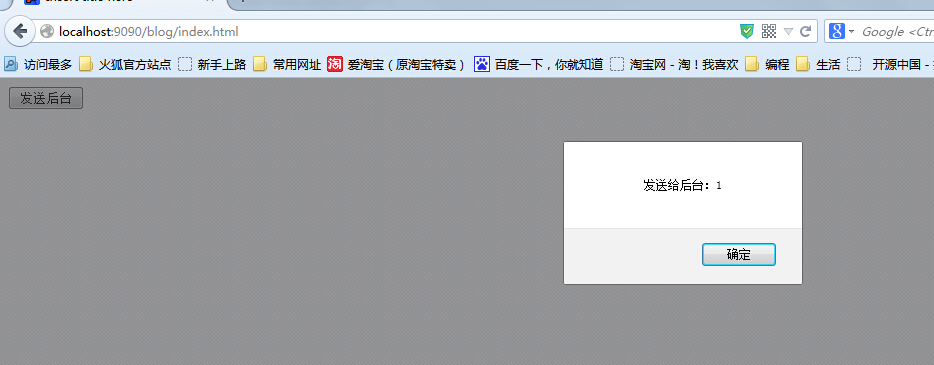 localhost:9090/blog/index.html
Google <Ctr
访问最多 火狐官方站点 新手上路 常用网址 爱淘宝（原淘宝特卖） 百度一下，你就知道 淘宝网 - 淘！我喜欢 编程 生活 开源中国 -
发送后台
发送给后台：1
确定